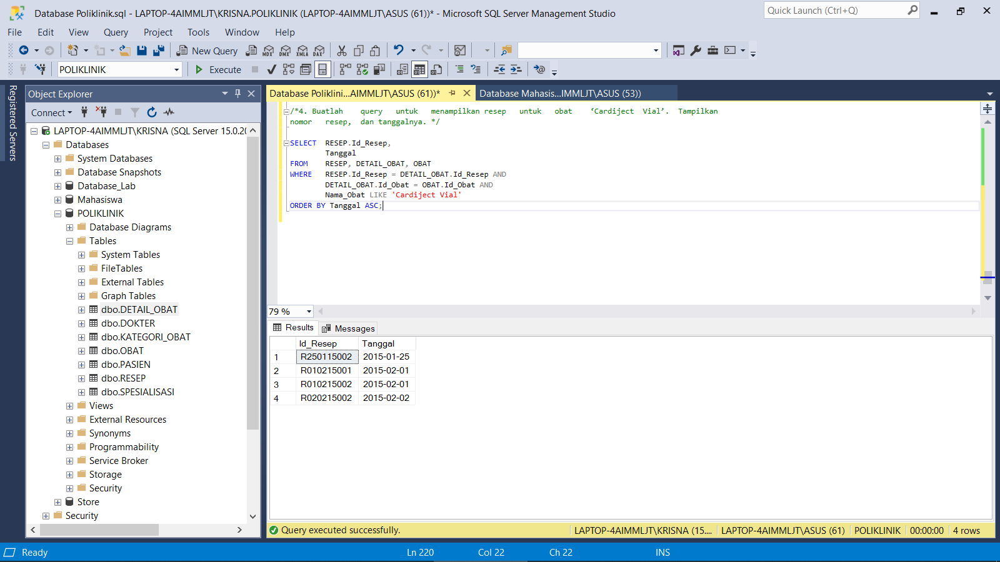 Database Poliklinik.sql - LAPTOP-4AIMMLJT\KRISNA.POLIKLINIK (LAPTOP-4AIMMLJT\ASUS (61))* - Microsoft SQL Server Management Studio
Quick Launch (Ctrl+Q)
File Edit View Query Project Tools Window Help
New Query MDX DMX XMLA DAX
POLIKLINIK Execute
Registered Servers
Object Explorer
Connect
LAPTOP-4AIMMLJT\KRISNA (SQL Server 15.0.20
Databases
System Databases
Database Snapshots
Database_Lab
Mahasiswa
POLIKLINIK
Database Diagrams
Tables
System Tables
FileTables
External Tables
Graph Tables
dbo.DETAIL_OBAT
dbo.DOKTER
dbo.KATEGORI_OBAT
dbo.OBAT
dbo.PASIEN
dbo.RESEP
dbo.SPESIALISASI
Views
External Resources
Synonyms
Programmability
Service Broker
Storage
Security
Store
Security
Database Poliklini...AIMMLJT\ASUS (61))* Database Mahasis...IMMLJT\ASUS (53))
/*4. Buatlah query untuk menampilkan resep untuk obat ‘Cardiject Vial’. Tampilkan
nomor resep, dan tanggalnya. */
SELECT RESEP.Id_Resep,
Tanggal
FROM RESEP, DETAIL_OBAT, OBAT
WHERE RESEP.Id_Resep = DETAIL_OBAT.Id_Resep AND
DETAIL_OBAT.Id_Obat = OBAT.Id_Obat AND
Nama_Obat LIKE 'Cardiject Vial'
ORDER BY Tanggal ASC;
79 %
Results Messages
Id_Resep Tanggal
1 R250115002 2015-01-25
2 R010215001 2015-02-01
3 R010215002 2015-02-01
4 R020215002 2015-02-02
Query executed successfully. LAPTOP-4AIMMLJT\KRISNA (15.... LAPTOP-4AIMMLJT\ASUS (61) POLIKLINIK 00:00:00 4 rows
Ready Ln 220 Col 22 Ch 22 INS